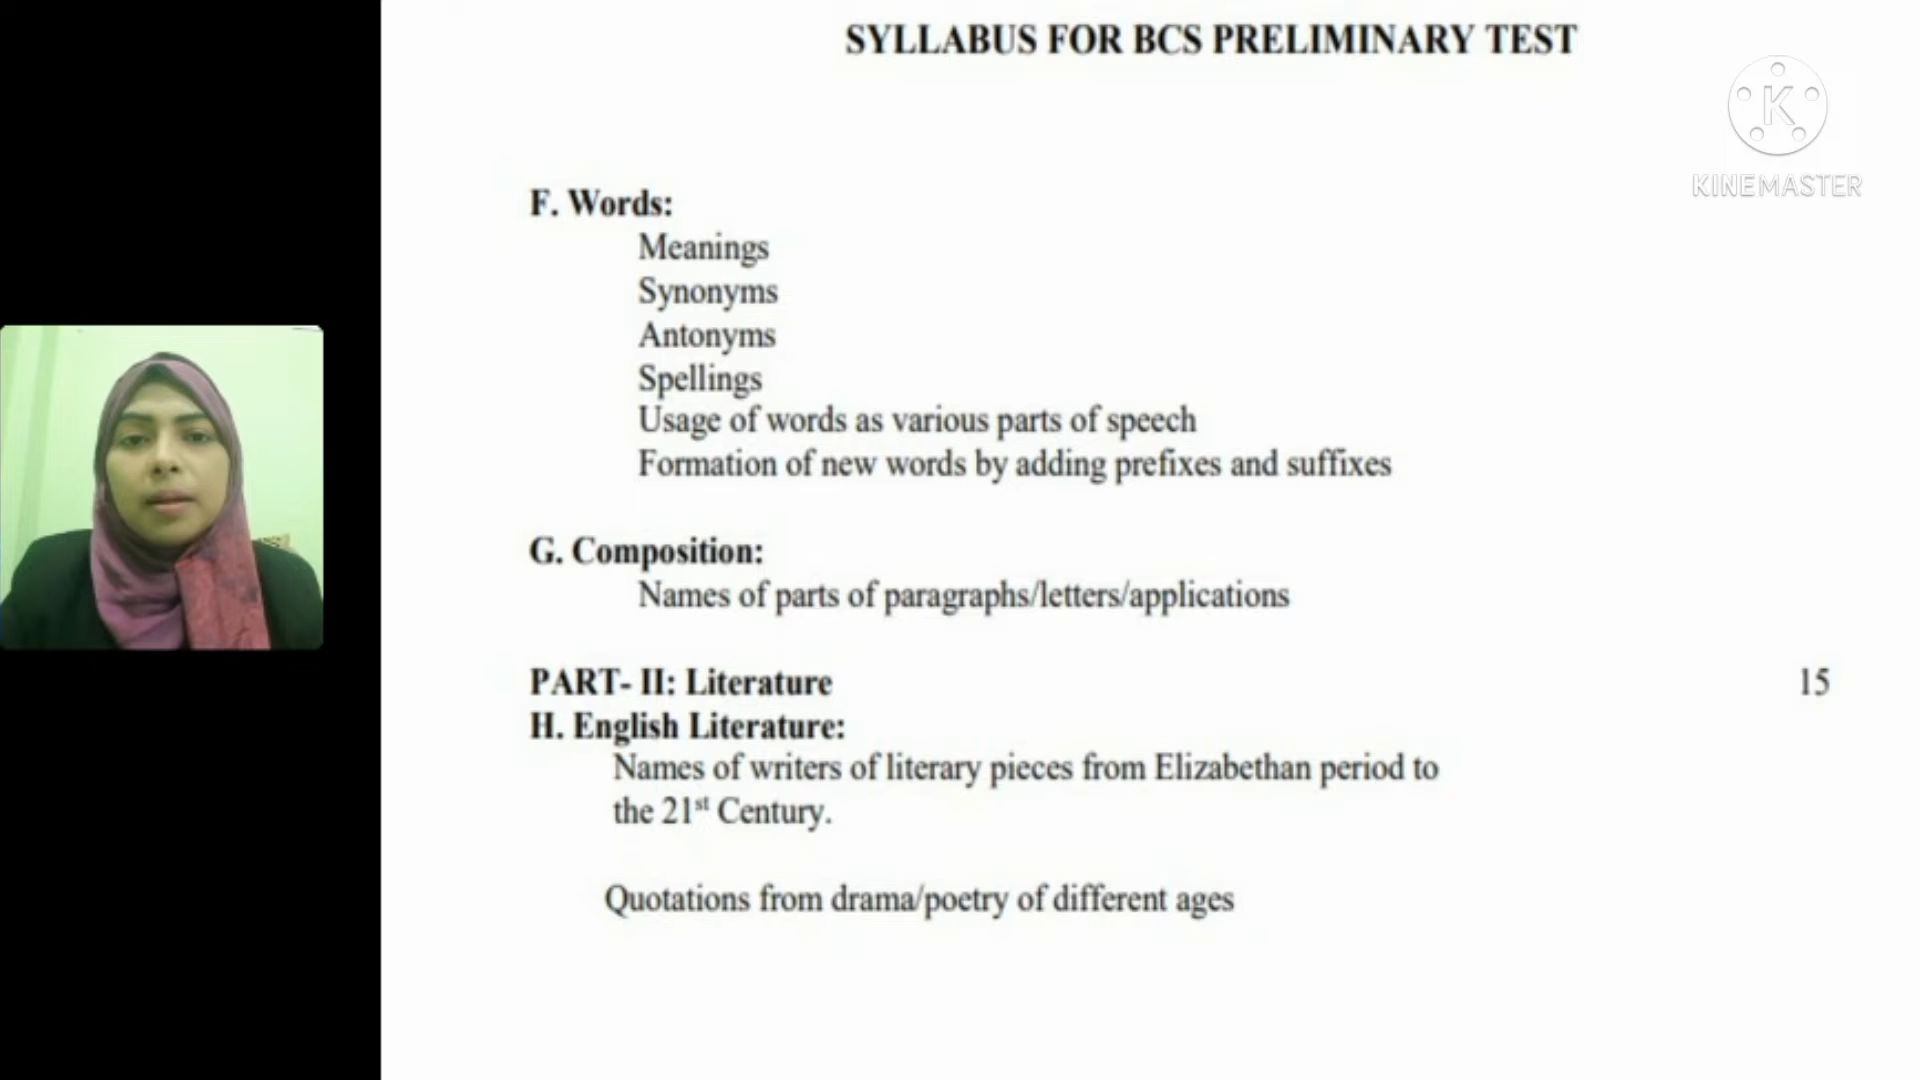 SYLLABUS FOR BCS PRELIMINARY TEST
K
KINEMASTER
F. Words:
Meanings
Synonyms
Antonyms
Spellings
Usage of words as various parts of speech
Formation of new words by adding prefixes and suffixes
G. Composition:
Names of parts of paragraphs/letters/applications
PART- II: Literature 15
H. English Literature:
Names of writers of literary pieces from Elizabethan period to
the 21st Century.
Quotations from drama/poetry of different ages